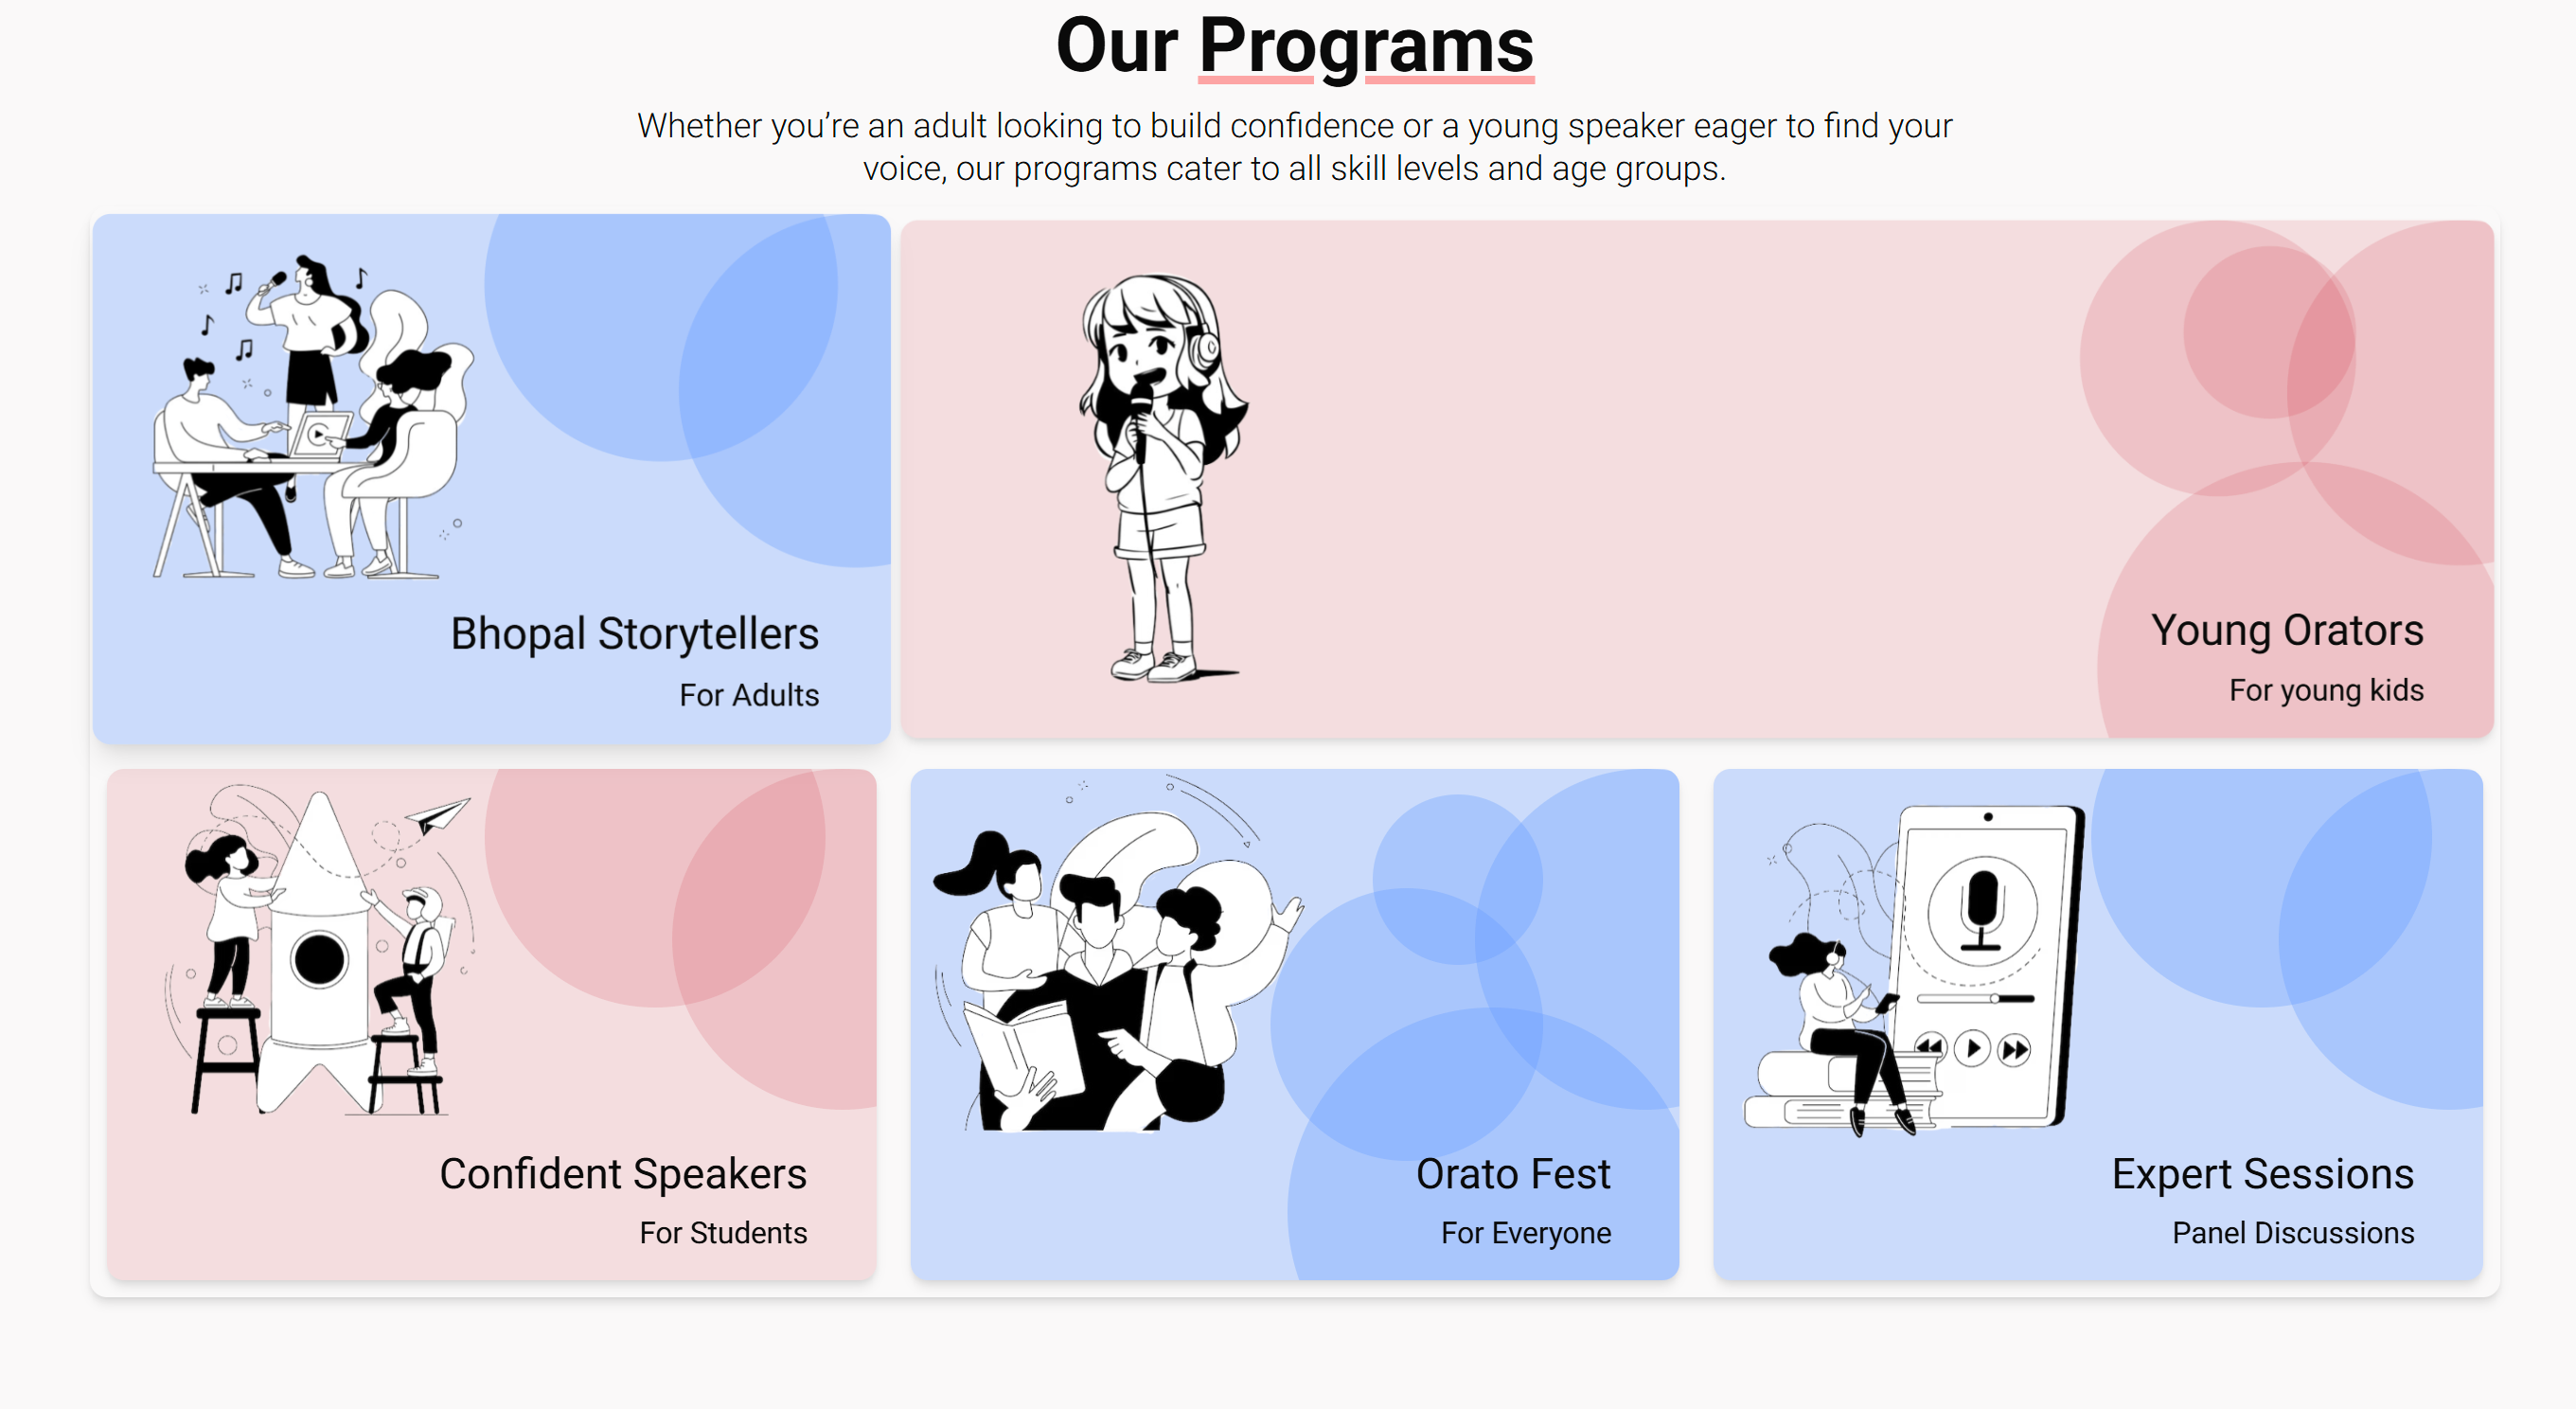 Our Programs
Whether you’re an adult looking to build confidence or a young speaker eager to find your
voice, our programs cater to all skill levels and age groups.
Bhopal Storytellers
For Adults
Young Orators
For young kids
Confident Speakers
For Students
Orato Fest
For Everyone
Expert Sessions
Panel Discussions